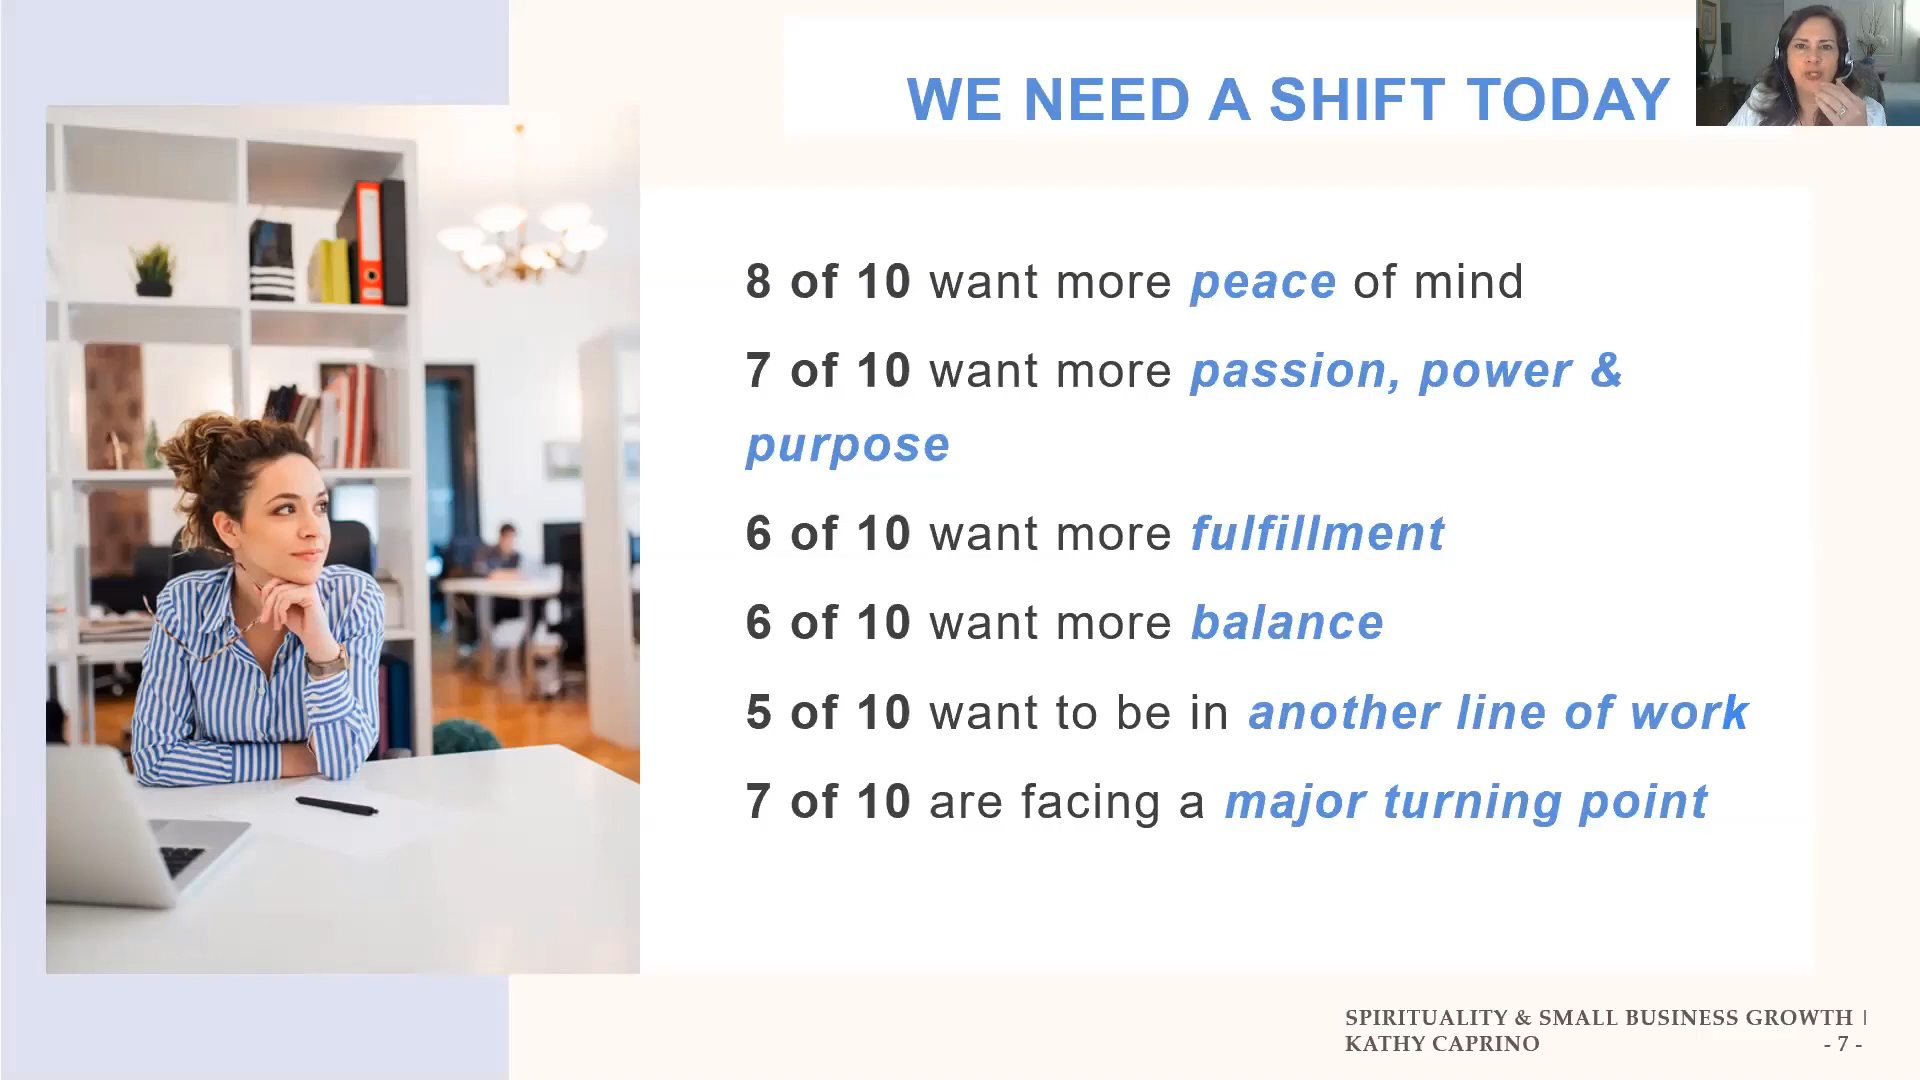 WE NEED A SHIFT TODAY
8 of 10 want more peace of mind
7 of 10 want more passion, power &
purpose
6 of 10 want more fulfillment
6 of 10 want more balance
5 of 10 want to be in another line of work
7 of 10 are facing a major turning point
SPIRITUALITY & SMALL BUSINESS GROWTH |
KATHY CAPRINO - 7 -